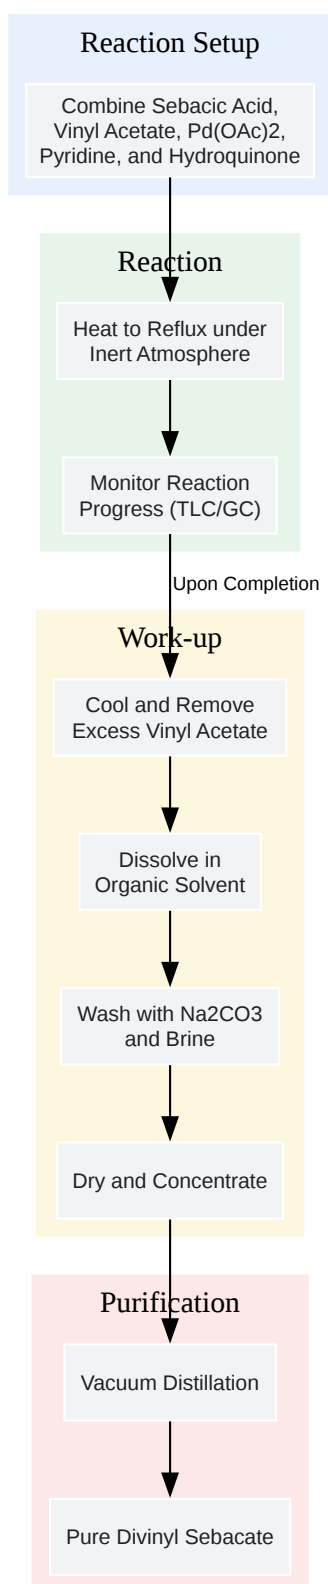 Reaction Setup
Combine Sebacic Acid,
Vinyl Acetate, Pd(OAc)2,
Pyridine, and Hydroquinone
Reaction
Heat to Reflux under
Inert Atmosphere
Monitor Reaction
Progress (TLC/GC)
Upon Completion
Work-up
Cool and Remove
Excess Vinyl Acetate
Dissolve in
Organic Solvent
Wash with Na2CO3
and Brine
Dry and Concentrate
Purification
Vacuum Distillation
Pure Divinyl Sebacate